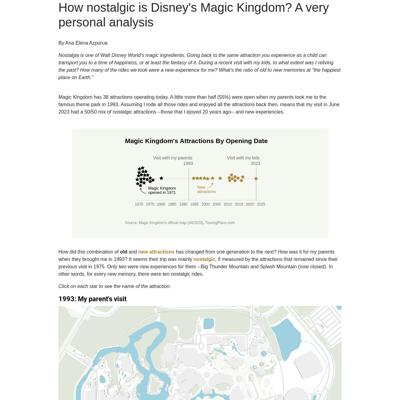 How nostalgic is Disney's Magic Kingdom? A very
personal analysis
By Ana Elena Azpúrua
Nostalgia is one of Walt Disney World's magic ingredients. Going back to the same attraction you experience as a child can
transport you to a time of happiness, or at least the fantasy of it. During a recent visit with my kids, to what extent was I reliving
the past? How many of the rides we took were a new experience for me? What's the ratio of old to new memories at "the happiest
place on Earth."
Magic Kingdom has 38 attractions operating today. A little more than half (55%) were open when my parents took me to the
famous theme park in 1993. Assuming I rode all those rides and enjoyed all the attractions back then, means that my visit in June
2023 had a 50/50 mix of nostalgic attractions --those that I enjoyed 20 years ago-- and new experiences.
Magic Kingdom's Attractions By Opening Date
Visit with my parents
1993
Visit with my kids
2023
Magic Kingdom
opened in 1971
New
attractions
1970 1975 1980 1985 1990 1995 2000 2005 2010 2015 2020 2025
Source: Magic Kingdom's official map (04/2023), TouringPlans.com
How did this combination of old and new attractions has changed from one generation to the next? How was it for my parents
when they brought me in 1993? It seems their trip was mainly nostalgic, if measured by the attractions that remained since their
previous visit in 1975. Only two were new experiences for them --Big Thunder Mountain and Splash Mountain (now closed). In
other words, for every new memory, there were ten nostalgic rides.
Click on each star to see the name of the attraction.
1993: My parent's visit